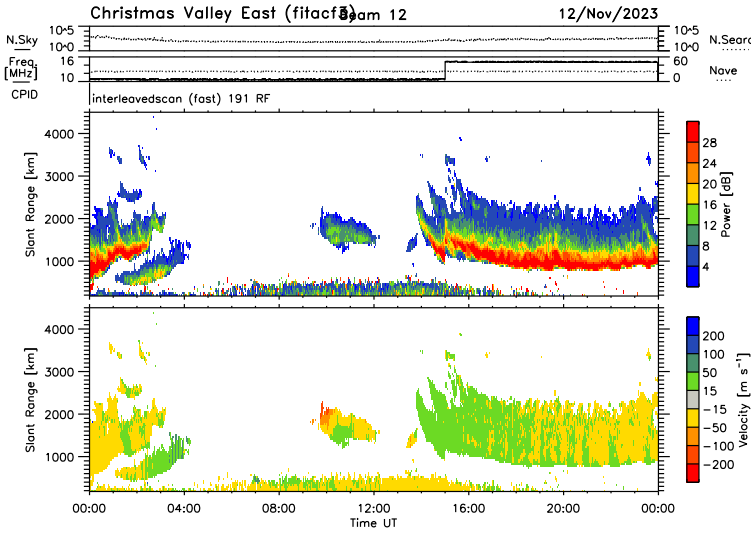 Christmas Valley East (fitacf3) Beam 12 12/Nov/2023
N.Sky 10^5 10^0 10^5 10^0 N.Search
Freq. [MHz] 16 10 60 0 Nave
CPID interleavedscan (fast) 191 RF
Slant Range [km] 4000 3000 2000 1000
28 24 20 16 12 8 4 Power [dB]
Slant Range [km] 4000 3000 2000 1000
200 100 50 15 -15 -50 -100 -200 Velocity [m s^-1]
00:00 04:00 08:00 12:00 16:00 20:00 00:00
Time UT